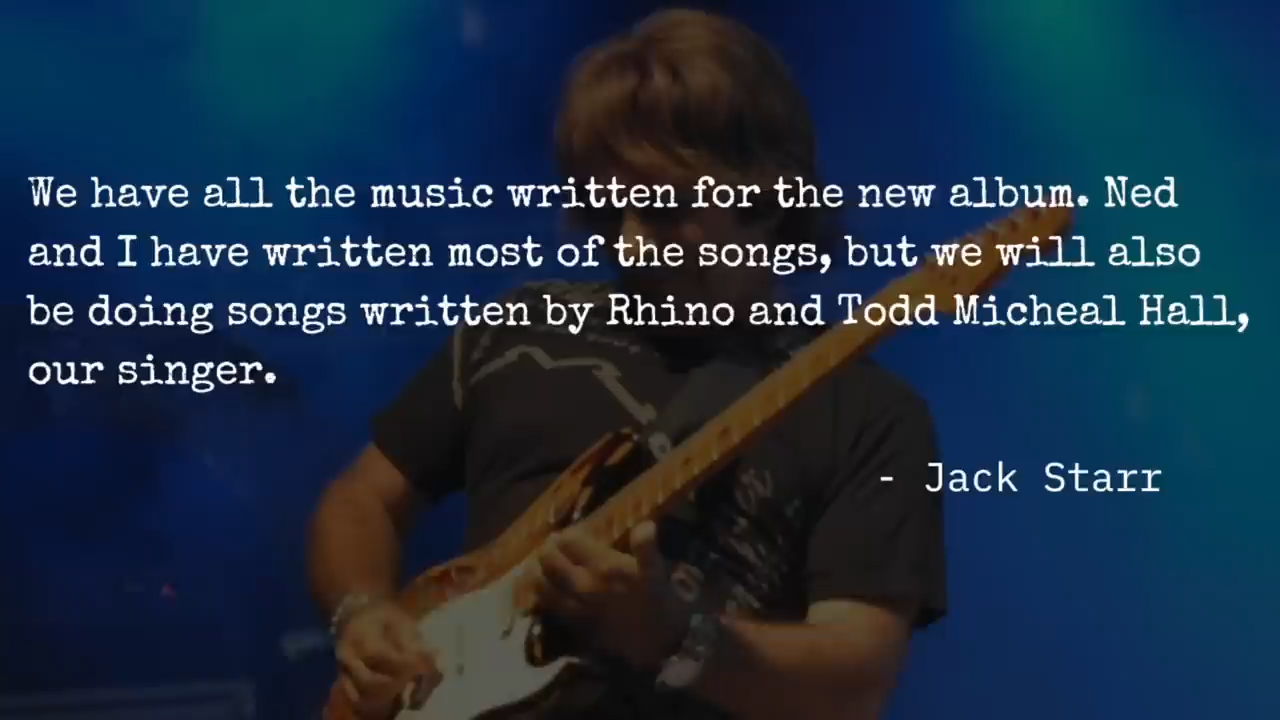 We have all the music written for the new album. Ned
and I have written most of the songs, but we will also
be doing songs written by Rhino and Todd Micheal Hall,
our singer.
- Jack Starr